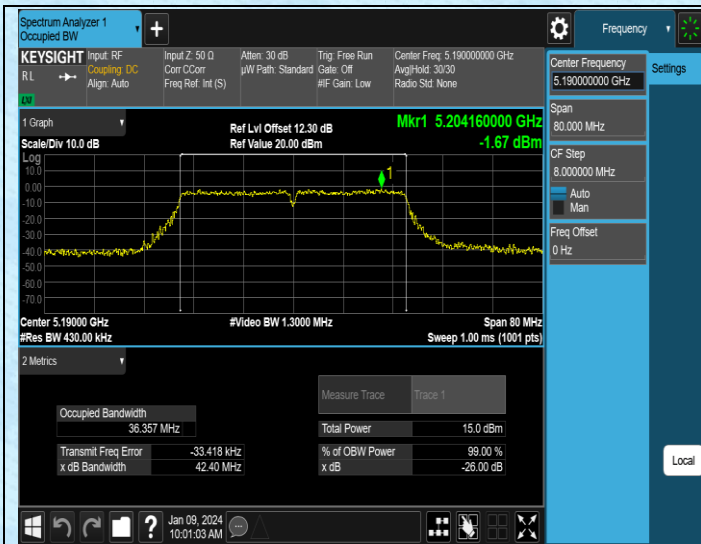 Spectrum Analyzer 1
Occupied BW
+
Frequency
KEYSIGHT
RL
LXI
Input: RF
Coupling: DC
Align: Auto
Input Z: 50 Ω
Corr CCorr
Freq Ref: Int (S)
Atten: 30 dB
µW Path: Standard
Trig: Free Run
Gate: Off
#IF Gain: Low
Center Freq: 5.190000000 GHz
Avg|Hold: 30/30
Radio Std: None
Center Frequency
5.190000000 GHz
Settings
Span
80.000 MHz
CF Step
8.000000 MHz
Auto
Man
Freq Offset
0 Hz
1 Graph
Scale/Div 10.0 dB
Ref Lvl Offset 12.30 dB
Ref Value 20.00 dBm
Mkr1 5.204160000 GHz
-1.67 dBm
Log
10.0
0.00
-10.0
-20.0
-30.0
-40.0
-50.0
-60.0
-70.0
1
Center 5.19000 GHz
#Res BW 430.00 kHz
#Video BW 1.3000 MHz
Span 80 MHz
Sweep 1.00 ms (1001 pts)
2 Metrics
Measure Trace Trace 1
Occupied Bandwidth
36.357 MHz
Total Power 15.0 dBm
Transmit Freq Error -33.418 kHz
% of OBW Power 99.00 %
x dB Bandwidth 42.40 MHz
x dB -26.00 dB
Local
?
Jan 09, 2024
10:01:03 AM